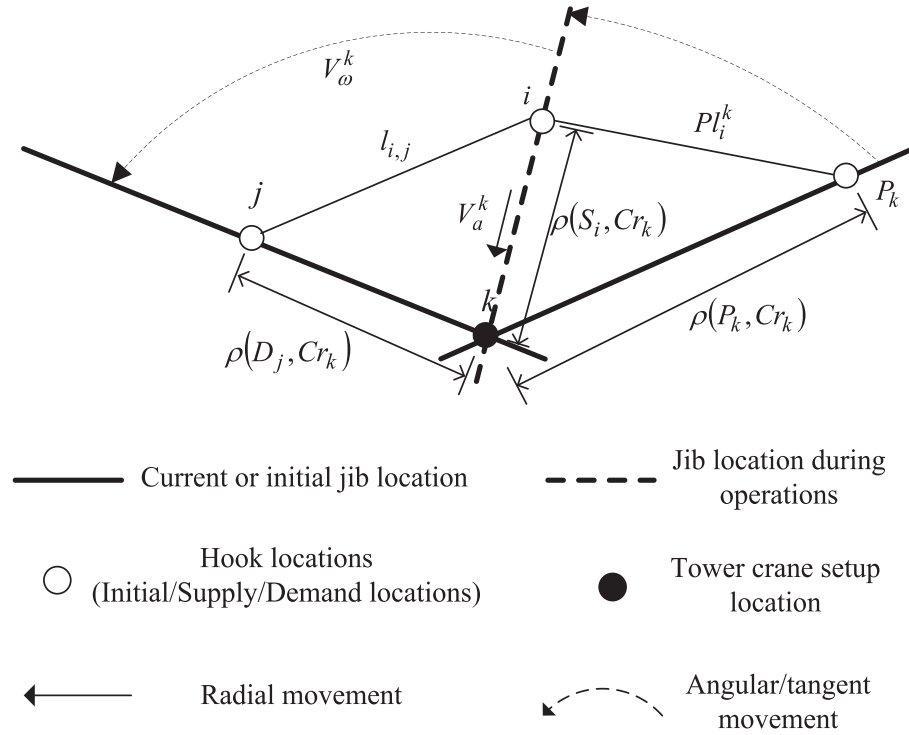 V_ω^k
i
Pl_i^k
l_{i,j}
j
P_k
V_a^k
ρ(S_i, Cr_k)
k
ρ(P_k, Cr_k)
ρ(D_j, Cr_k)
Current or initial jib location
Jib location during
operations
Hook locations
(Initial/Supply/Demand locations)
Tower crane setup
location
Radial movement
Angular/tangent
movement